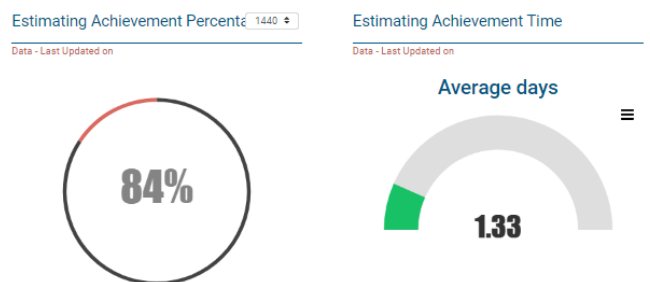 Estimating Achievement Percenta 1440
Data - Last Updated on
84%
Estimating Achievement Time
Data - Last Updated on
Average days
1.33